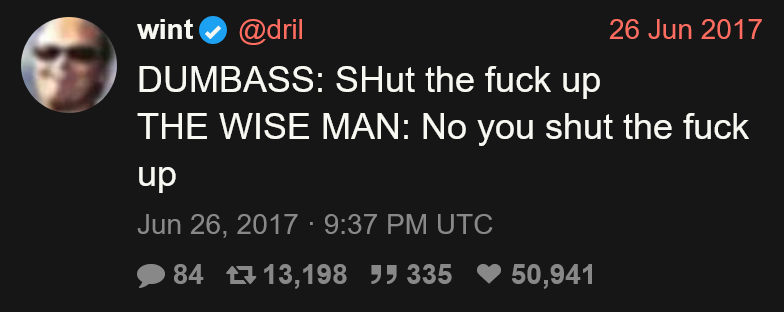 wint @dril 26 Jun 2017
DUMBASS: SHut the fuck up
THE WISE MAN: No you shut the fuck
up
Jun 26, 2017 · 9:37 PM UTC
84 13,198 335 50,941